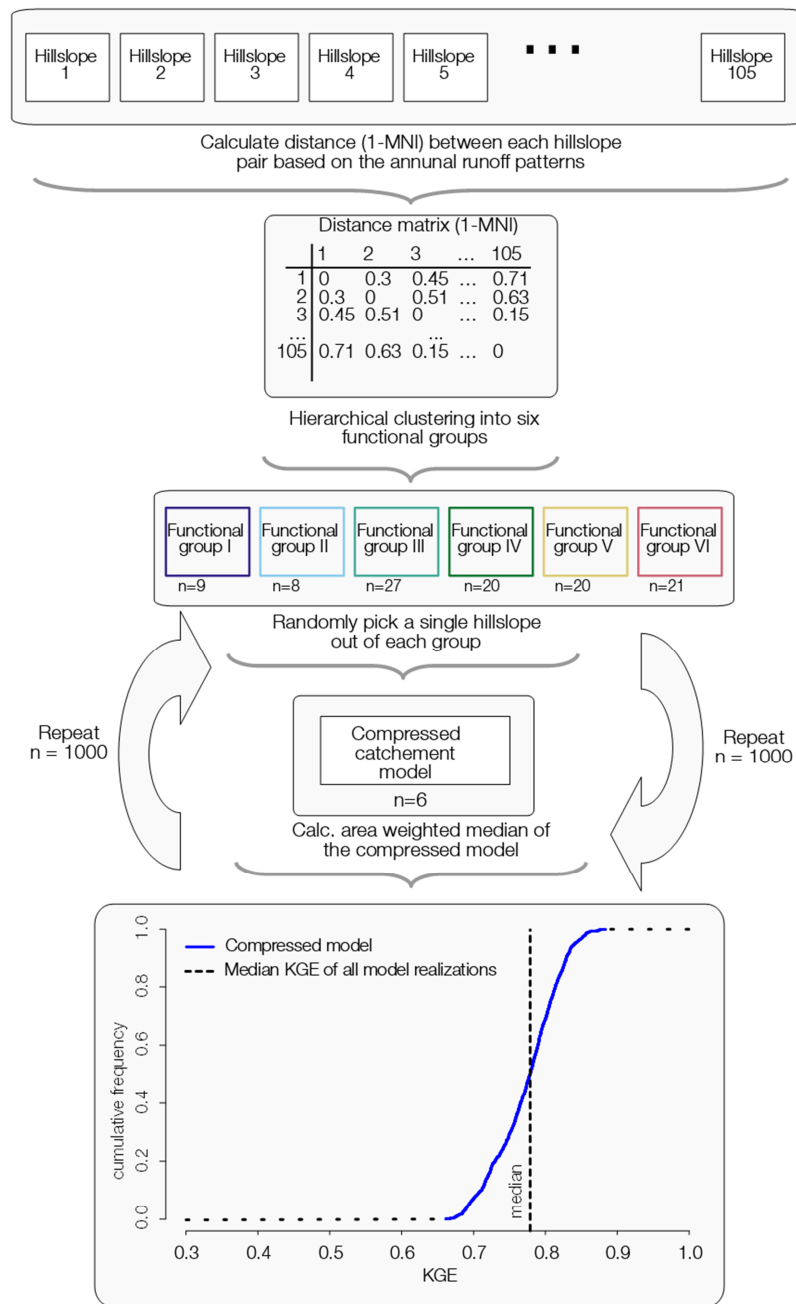 Hillslope 1
Hillslope 2
Hillslope 3
Hillslope 4
Hillslope 5
...
Hillslope 105
Calculate distance (1-MNI) between each hillslope
pair based on the annunal runoff patterns
Distance matrix (1-MNI)
1 2 3 ... 105
1 0 0.3 0.45 ... 0.71
2 0.3 0 0.51 ... 0.63
3 0.45 0.51 0 ... 0.15
... ...
105 0.71 0.63 0.15 ... 0
Hierarchical clustering into six
functional groups
Functional group I
Functional group II
Functional group III
Functional group IV
Functional group V
Functional group VI
n=9 n=8 n=27 n=20 n=20 n=21
Randomly pick a single hillslope
out of each group
Repeat
n = 1000
Compressed
catchement
model
n=6
Repeat
n = 1000
Calc. area weighted median of
the compressed model
Compressed model
Median KGE of all model realizations
cumulative frequency
1.0
0.8
0.6
0.4
0.2
0.0
median
0.3 0.4 0.5 0.6 0.7 0.8 0.9 1.0
KGE